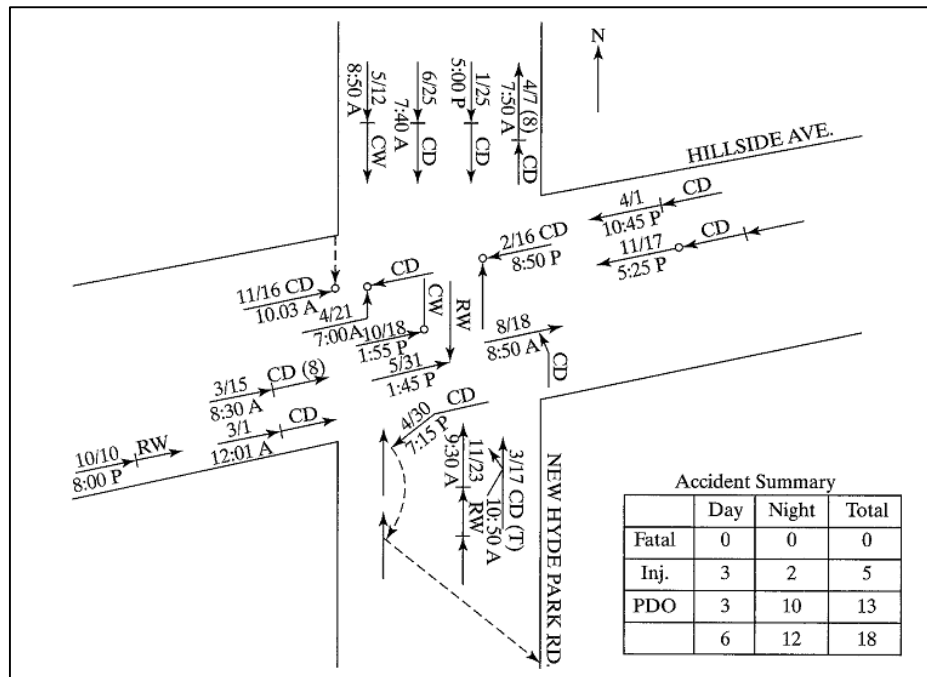 N
HILLSIDE AVE.
5/12
8:50 A
CW
6/25
7:40 A
CD
1/25
5:00 P
CD
4/7 (8)
7:50 A
CD
4/1
CD
10:45 P
11/17
CD
5:25 P
2/16 CD
8:50 P
11/16 CD
10.03 A
CD
4/21
7:00A
CW
10/18
1:55 P
RW
5/31
1:45 P
8/18
8:50 A
CD
3/15
CD (8)
8:30 A
3/1
CD
12:01 A
10/10
RW
8:00 P
4/30
CD
7:15 P
11/23
9:30 A
RW
3/17 CD (T)
10:50 A
NEW HYDE PARK RD.
Accident Summary
Day Night Total
Fatal 0 0 0
Inj. 3 2 5
PDO 3 10 13
6 12 18